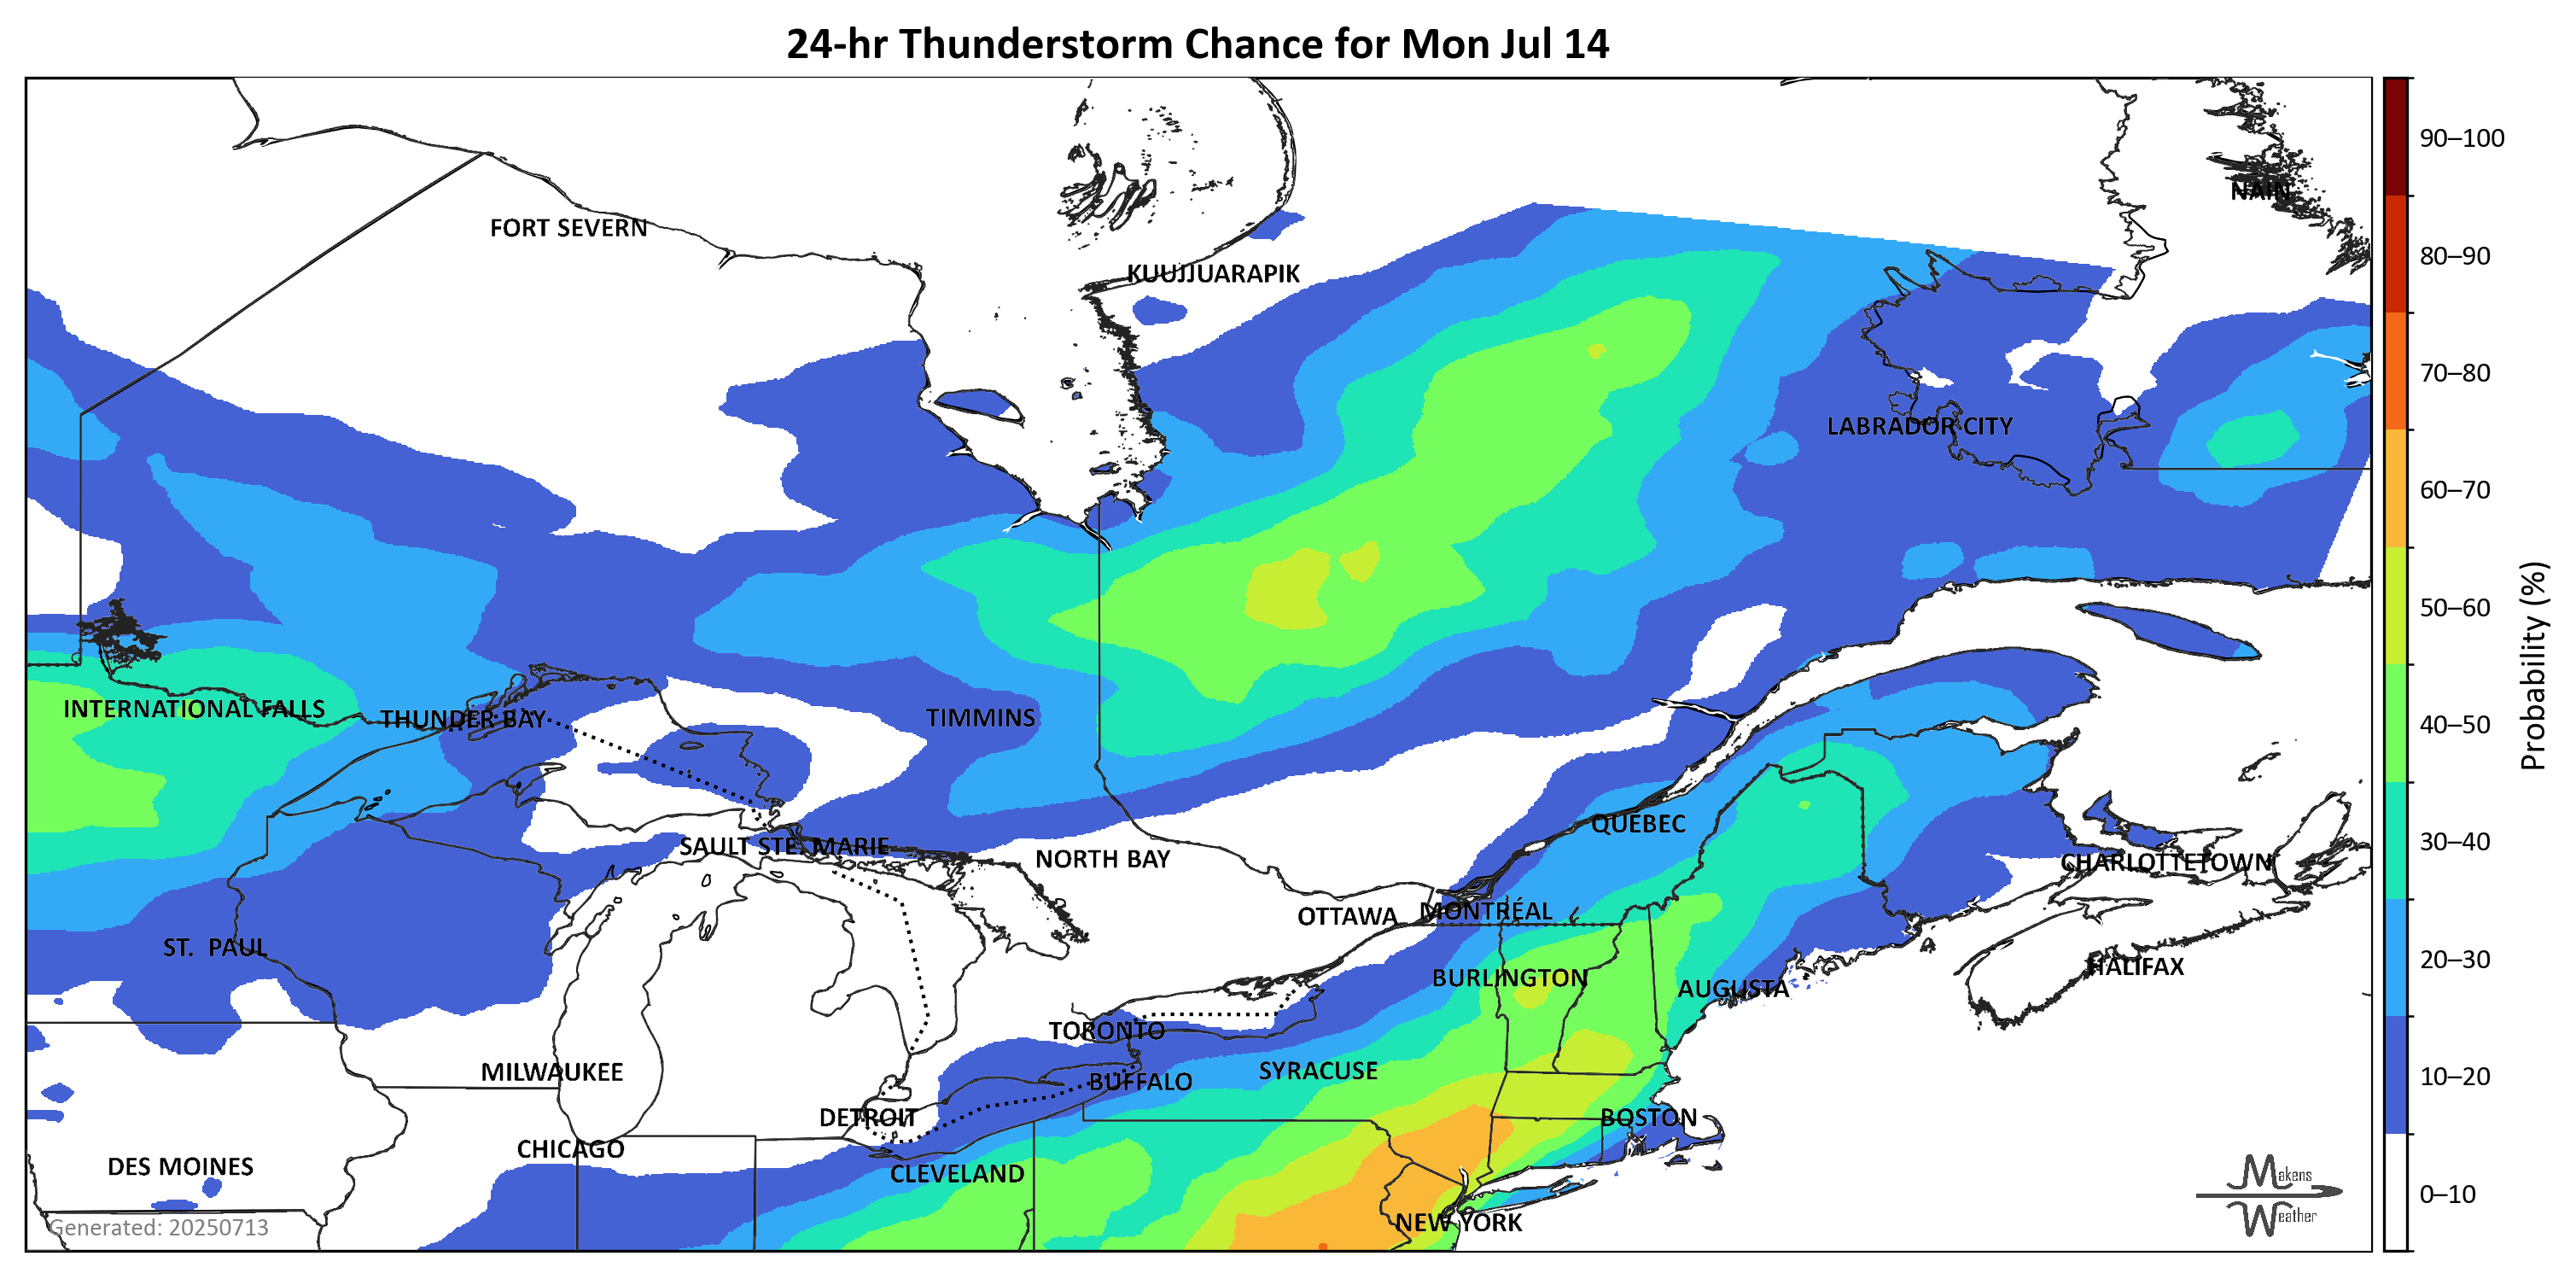 24-hr Thunderstorm Chance for Mon Jul 14
90–100
NAIN
FORT SEVERN
80–90
KUUJJUARAPIK
70–80
LABRADOR CITY
60–70
50–60
Probability (%)
INTERNATIONAL FALLS
THUNDER BAY
TIMMINS
40–50
QUEBEC
SAULT STE. MARIE
NORTH BAY
CHARLOTTETOWN
30–40
OTTAWA
MONTRÉAL
ST. PAUL
BURLINGTON
HALIFAX
20–30
AUGUSTA
TORONTO
MILWAUKEE
SYRACUSE
BUFFALO
10–20
DETROIT
BOSTON
CHICAGO
DES MOINES
CLEVELAND
Makens
Weather
0–10
Generated: 20250713
NEW YORK